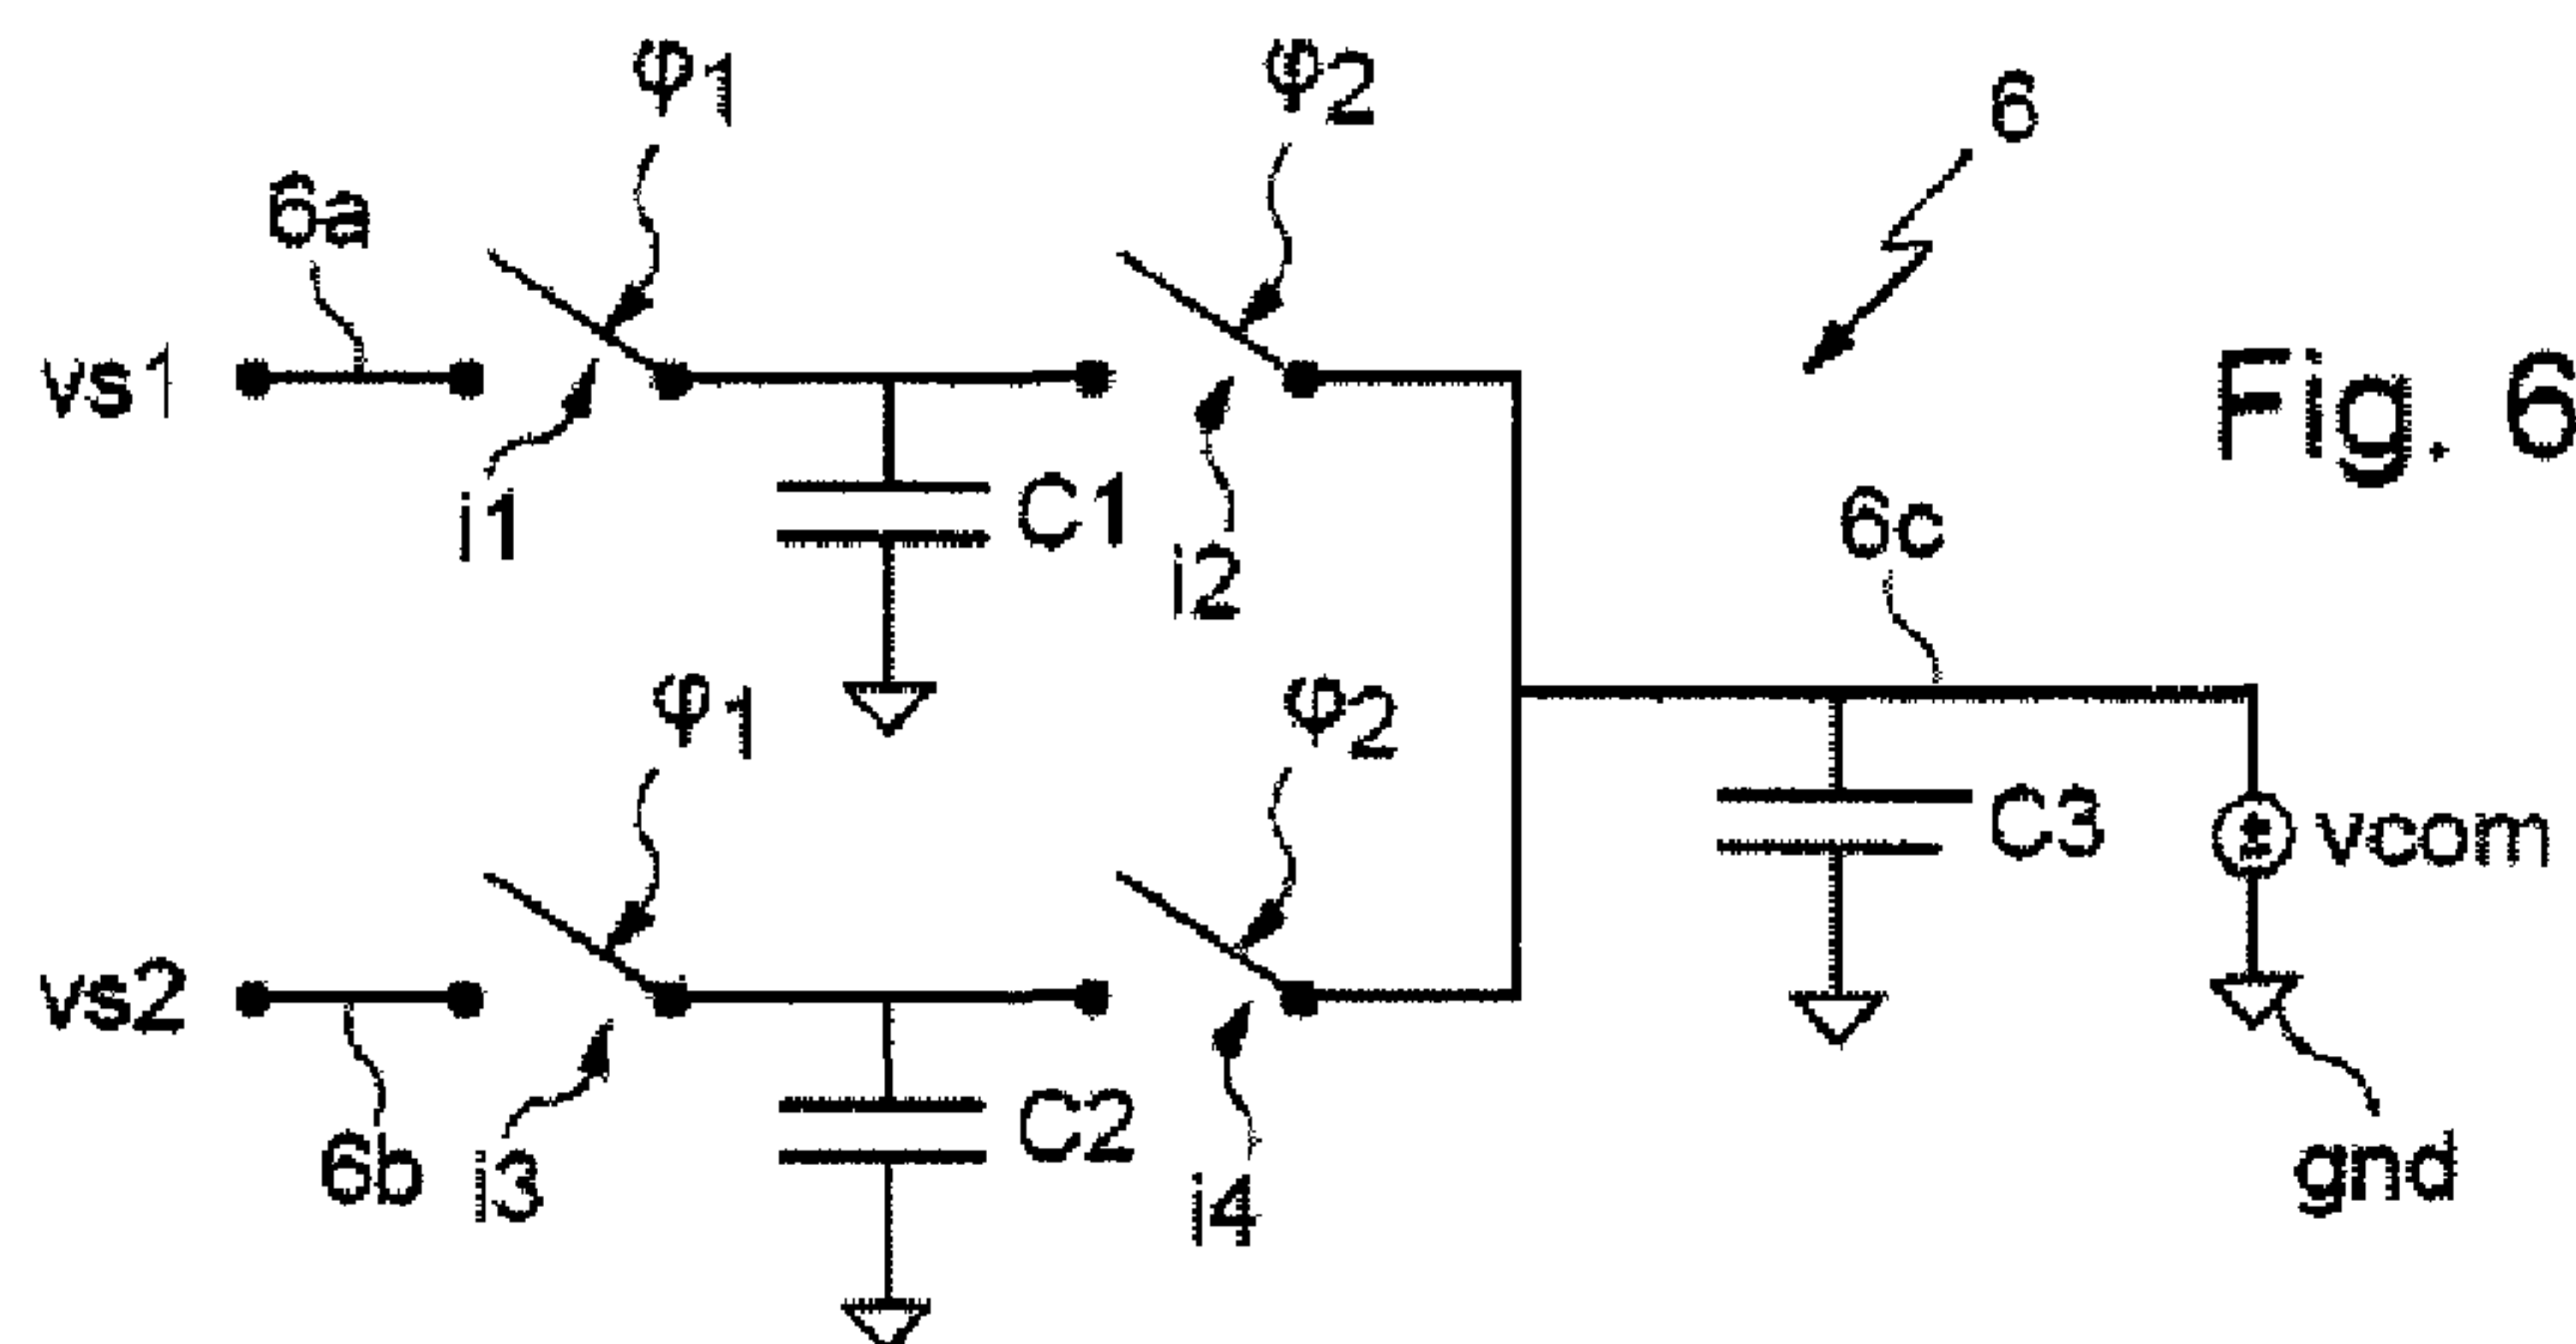 φ1
φ2
6
6a
vs1
Fig. 6
i1
C1
i2
6c
φ1
φ2
C3
vcom
vs2
6b
i3
C2
i4
gnd